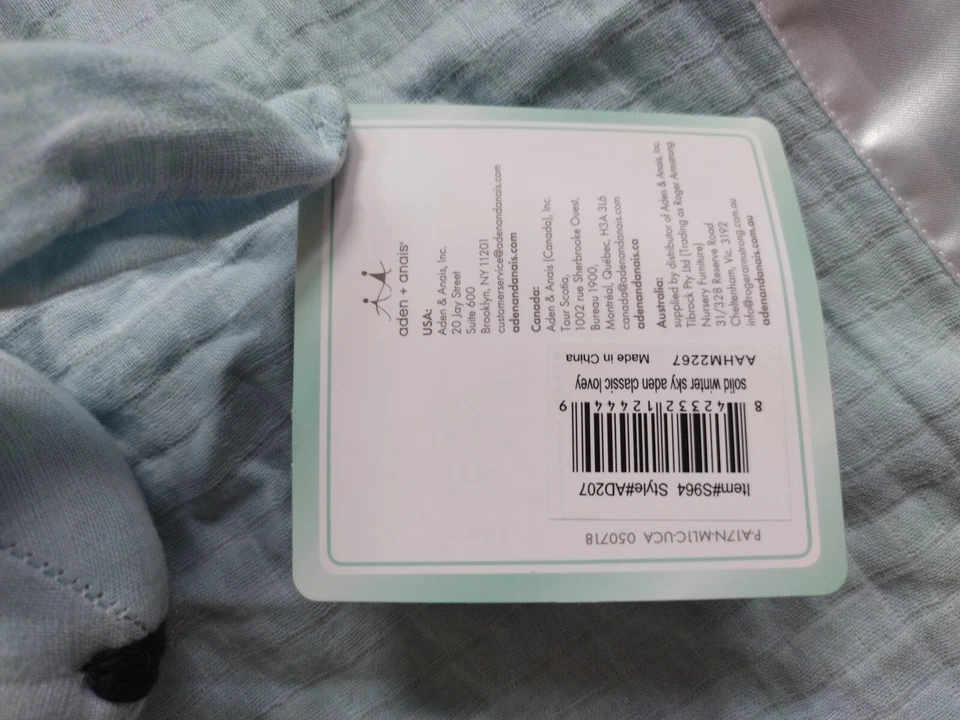 aden + anais®
USA:
Aden & Anais, Inc.
20 Jay Street
Suite 600
Brooklyn, NY 11201
customerservice@adenandanais.com
adenandanais.com
Canada:
Aden & Anais (Canada), Inc.
Tour Scotia,
1002 rue Sherbrooke Ouest,
Bureau 1900,
Montréal, Québec, H3A 3L6
canada@adenandanais.com
adenandanais.ca
Australia:
supplied by distributor of Aden & Anais, Inc.
Tibrock Pty Ltd (Trading as Roger Armstrong
Nursery Furniture)
31/328 Reserve Road
Cheltenham, Vic. 3192
info@rogerarmstrong.com.au
adenandanais.com.au
P-A17N-ML1C-UCA 050718
Item#S964 Style#AD207
8 42332 12444 9
solid winter sky aden classic lovey
AAHM2267 Made in China